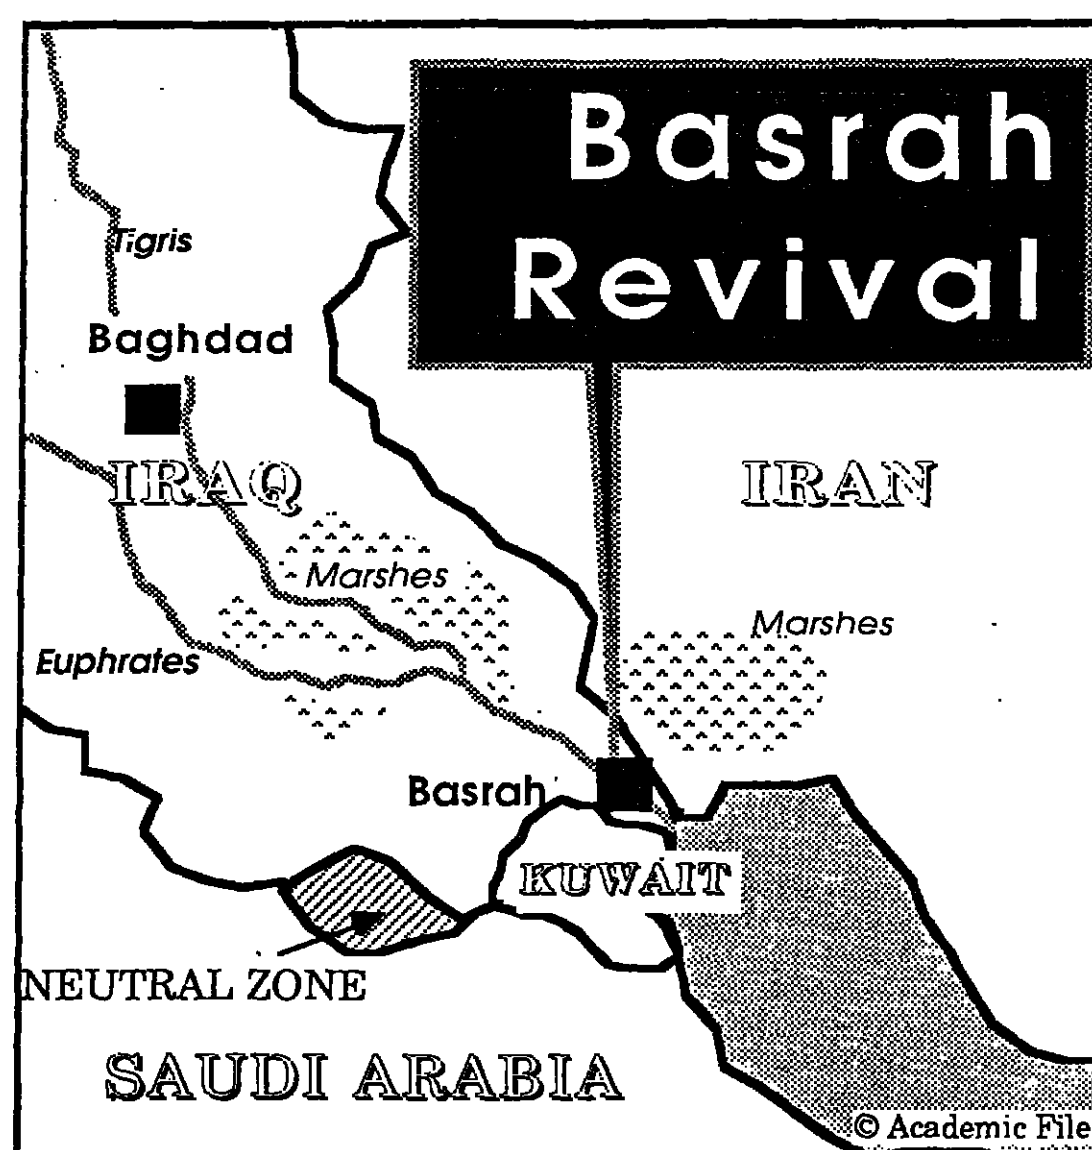 Basrah
Revival
Tigris
Baghdad
IRAQ
IRAN
Marshes
Marshes
Euphrates
Basrah
KUWAIT
NEUTRAL ZONE
SAUDI ARABIA
© Academic File